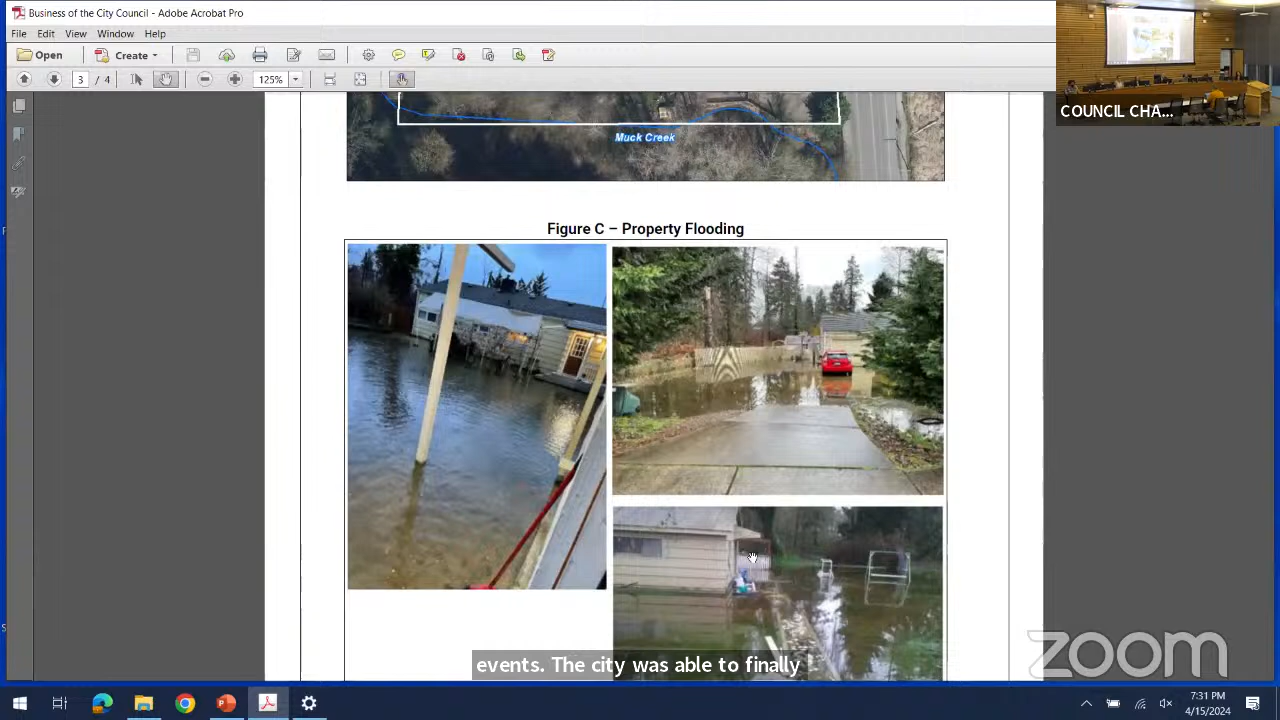 Business of the City Council - Adobe Acrobat Pro
File Edit View Window Help
Open Create
3 / 4 125%
COUNCIL CHA...
Muck Creek
Figure C – Property Flooding
events. The city was able to finally
zoom
7:31 PM
4/15/2024